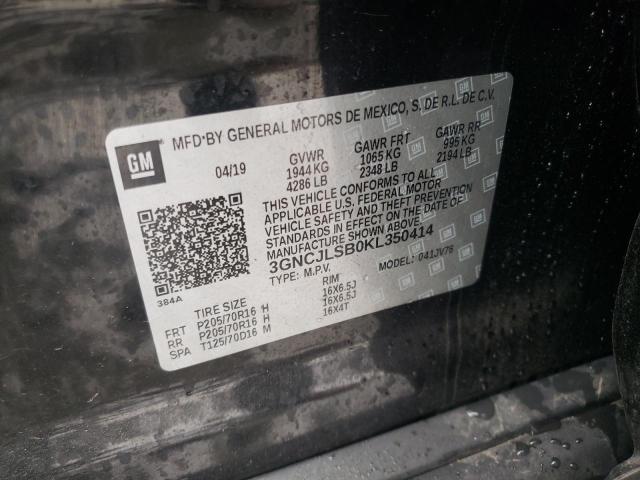 MFD•BY GENERAL MOTORS DE MEXICO, S. DE R.L. DE C.V.
GM
04/19
GVWR
1944 KG
4286 LB
GAWR FRT
1065 KG
2348 LB
GAWR RR
995 KG
2194 LB
THIS VEHICLE CONFORMS TO ALL
APPLICABLE U.S. FEDERAL MOTOR
VEHICLE SAFETY AND THEFT PREVENTION
STANDARDS IN EFFECT ON THE DATE OF
MANUFACTURE SHOWN ABOVE.
3GNCJLSB0KL350414
TYPE: M.P.V.
MODEL: 041JV76
384A
TIRE SIZE
RIM
FRT P205/70R16 H 16X6.5J
RR P205/70R16 H 16X6.5J
SPA T125/70D16 M 16X4T